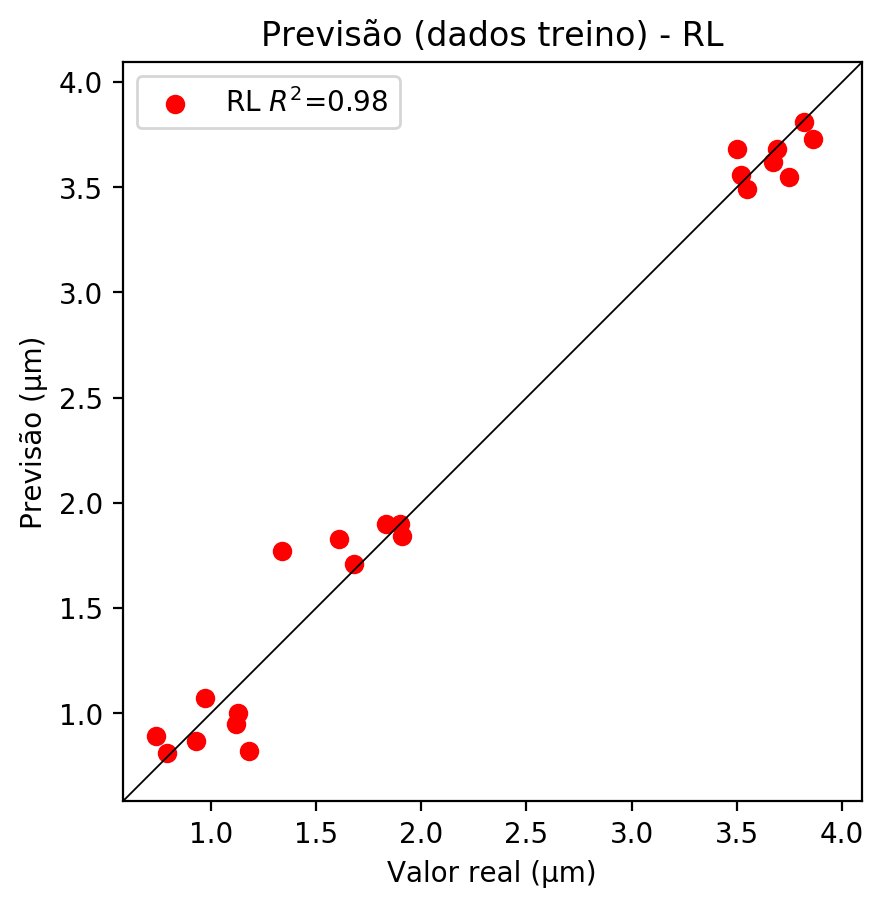 Previsão (dados treino) - RL
RL R²=0.98
4.0
3.5
3.0
2.5
2.0
1.5
1.0
Previsão (µm)
1.0 1.5 2.0 2.5 3.0 3.5 4.0
Valor real (µm)